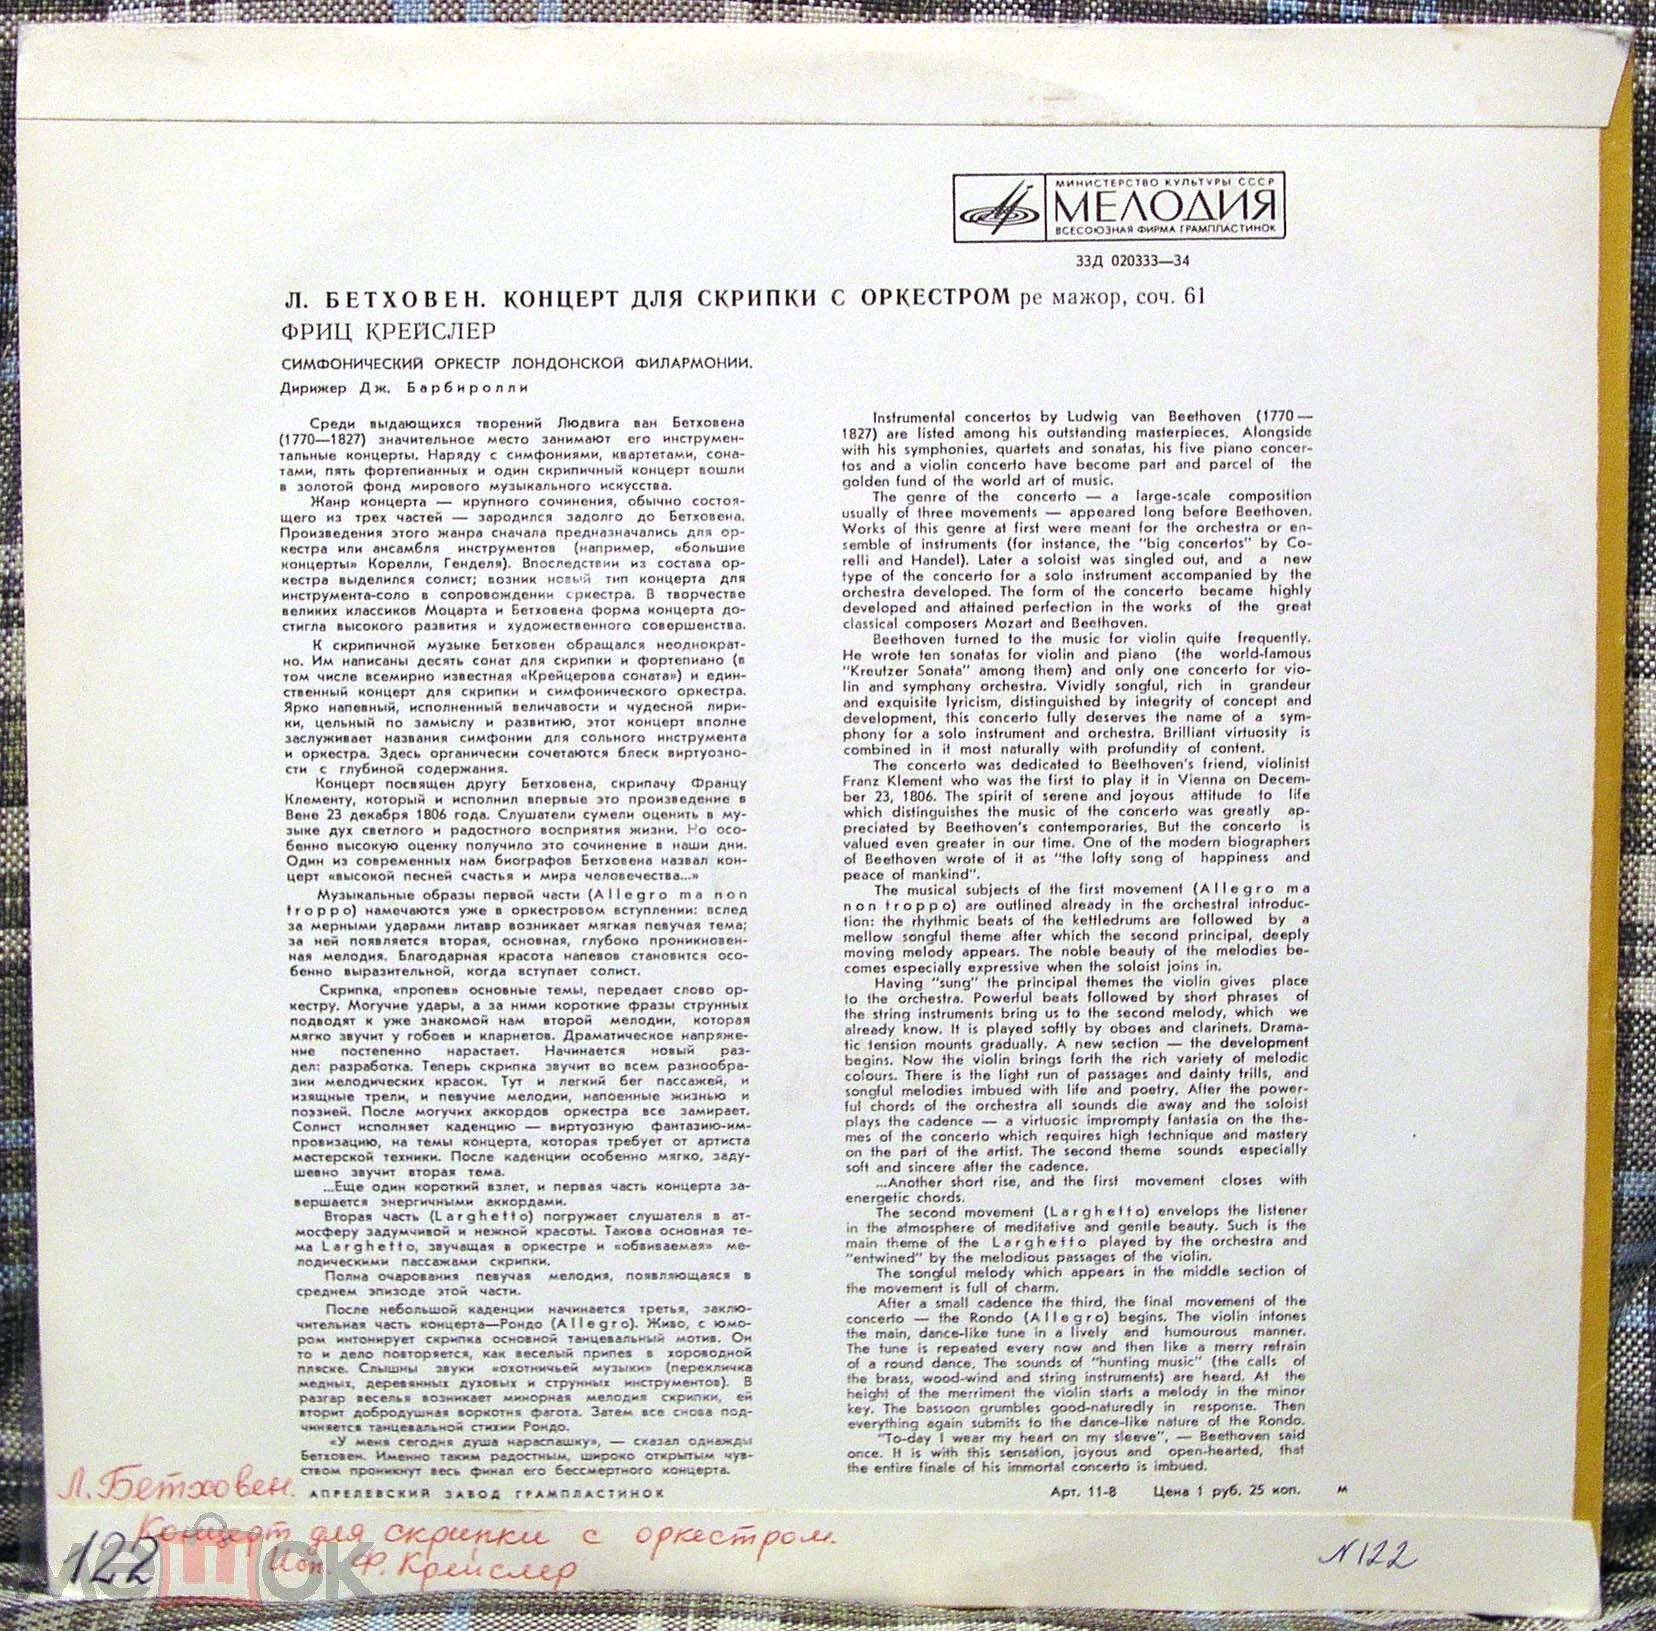 МИНИСТЕРСТВО КУЛЬТУРЫ СССР
МЕЛОДИЯ
ВСЕСОЮЗНАЯ ФИРМА ГРАМПЛАСТИНОК
33Д 020333—34
Л. БЕТХОВЕН. КОНЦЕРТ ДЛЯ СКРИПКИ С ОРКЕСТРОМ ре мажор, соч. 61
ФРИЦ КРЕЙСЛЕР
СИМФОНИЧЕСКИЙ ОРКЕСТР ЛОНДОНСКОЙ ФИЛАРМОНИИ.
Дирижер Дж. Барбиролли
Среди выдающихся творений Людвига ван Бетховена
(1770—1827) значительное место занимают его инструмен-
тальные концерты. Наряду с симфониями, квартетами, сона-
тами, пять фортепианных и один скрипичный концерт вошли
в золотой фонд мирового музыкального искусства.
Жанр концерта — крупного сочинения, обычно состоя-
щего из трех частей — зародился задолго до Бетховена.
Произведения этого жанра сначала предназначались для ор-
кестра или ансамбля инструментов (например, «большие
концерты» Корелли, Генделя). Впоследствии из состава ор-
кестра выделился солист; возник новый тип концерта для
инструмента-соло в сопровождении оркестра. В творчестве
великих классиков Моцарта и Бетховена форма концерта до-
стигла высокого развития и художественного совершенства.
К скрипичной музыке Бетховен обращался неоднократ-
но. Им написаны десять сонат для скрипки и фортепиано (в
том числе всемирно известная «Крейцерова соната») и един-
ственный концерт для скрипки и симфонического оркестра.
Ярко напевный, исполненный величавости и чудесной лири-
ки, цельный по замыслу и развитию, этот концерт вполне
заслуживает названия симфонии для сольного инструмента
и оркестра. Здесь органически сочетаются блеск виртуозно-
сти с глубиной содержания.
Концерт посвящен другу Бетховена, скрипачу Францу
Клементу, который и исполнил впервые это произведение в
Вене 23 декабря 1806 года. Слушатели сумели оценить в му-
зыке дух светлого и радостного восприятия жизни. Но осо-
бенно высокую оценку получило это сочинение в наши дни.
Один из современных нам биографов Бетховена назвал кон-
церт «высокой песней счастья и мира человечества...»
Музыкальные образы первой части (Allegro ma non
troppo) намечаются уже в оркестровом вступлении: вслед
за мерными ударами литавр возникает мягкая певучая тема;
за ней появляется вторая, основная, глубоко проникновен-
ная мелодия. Благодарная красота напевов становится осо-
бенно выразительной, когда вступает солист.
Скрипка, «пропев» основные темы, передает слово ор-
кестру. Могучие удары, а за ними короткие фразы струнных
подводят к уже знакомой нам второй мелодии, которая
мягко звучит у гобоев и кларнетов. Драматическое напряже-
ние постепенно нарастает. Начинается новый раз-
дел: разработка. Теперь скрипка звучит во всем разнообра-
зии мелодических красок. Тут и легкий бег пассажей, и
изящные трели, и певучие мелодии, напоенные жизнью и
поэзией. После могучих аккордов оркестра все замирает.
Солист исполняет каденцию — виртуозную фантазию-им-
провизацию, на темы концерта, которая требует от артиста
мастерской техники. После каденции особенно мягко, заду-
шевно звучит вторая тема.
...Еще один короткий взлет, и первая часть концерта за-
вершается энергичными аккордами.
Вторая часть (Larghetto) погружает слушателя в ат-
мосферу задумчивой и нежной красоты. Такова основная те-
ма Larghetto, звучащая в оркестре и «обвиваемая» ме-
лодическими пассажами скрипки.
Полна очарования певучая мелодия, появляющаяся в
среднем эпизоде этой части.
После небольшой каденции начинается третья, заклю-
чительная часть концерта—Рондо (Allegro). Живо, с юмо-
ром интонирует скрипка основной танцевальный мотив. Он
то и дело повторяется, как веселый припев в хороводной
пляске. Слышны звуки «охотничьей музыки» (перекличка
медных, деревянных духовых и струнных инструментов). В
разгар веселья возникает минорная мелодия скрипки, ей
вторит добродушная воркотня фагота. Затем все снова под-
чиняется танцевальной стихии Рондо.
«У меня сегодня душа нараспашку», — сказал однажды
Бетховен. Именно таким радостным, широко открытым чув-
ством проникнут весь финал его бессмертного концерта.
АПРЕЛЕВСКИЙ ЗАВОД ГРАМПЛАСТИНОК
Instrumental concertos by Ludwig van Beethoven (1770—
1827) are listed among his outstanding masterpieces. Alongside
with his symphonies, quartets and sonatas, his five piano concer-
tos and a violin concerto have become part and parcel of the
golden fund of the world art of music.
The genre of the concerto — a large-scale composition
usually of three movements — appeared long before Beethoven.
Works of this genre at first were meant for the orchestra or en-
semble of instruments (for instance, the "big concertos" by Co-
relli and Handel). Later a soloist was singled out, and a new
type of the concerto for a solo instrument accompanied by the
orchestra developed. The form of the concerto became highly
developed and attained perfection in the works of the great
classical composers Mozart and Beethoven.
Beethoven turned to the music for violin quite frequently.
He wrote ten sonatas for violin and piano (the world-famous
"Kreutzer Sonata" among them) and only one concerto for vio-
lin and symphony orchestra. Vividly songful, rich in grandeur
and exquisite lyricism, distinguished by integrity of concept and
development, this concerto fully deserves the name of a sym-
phony for a solo instrument and orchestra. Brilliant virtuosity is
combined in it most naturally with profundity of content.
The concerto was dedicated to Beethoven's friend, violinist
Franz Klement who was the first to play it in Vienna on Decem-
ber 23, 1806. The spirit of serene and joyous attitude to life
which distinguishes the music of the concerto was greatly ap-
preciated by Beethoven's contemporaries. But the concerto is
valued even greater in our time. One of the modern biographers
of Beethoven wrote of it as "the lofty song of happiness and
peace of mankind".
The musical subjects of the first movement (Allegro ma
non troppo) are outlined already in the orchestral introduc-
tion: the rhythmic beats of the kettledrums are followed by a
mellow songful theme after which the second principal, deeply
moving melody appears. The noble beauty of the melodies be-
comes especially expressive when the soloist joins in.
Having "sung" the principal themes the violin gives place
to the orchestra. Powerful beats followed by short phrases of
the string instruments bring us to the second melody, which we
already know. It is played softly by oboes and clarinets. Drama-
tic tension mounts gradually. A new section — the development
begins. Now the violin brings forth the rich variety of melodic
colours. There is the light run of passages and dainty trills, and
songful melodies imbued with life and poetry. After the power-
ful chords of the orchestra all sounds die away and the soloist
plays the cadence — a virtuosic impromptu fantasia on the the-
mes of the concerto which requires high technique and mastery
on the part of the artist. The second theme sounds especially
soft and sincere after the cadence.
...Another short rise, and the first movement closes with
energetic chords.
The second movement (Larghetto) envelops the listener
in the atmosphere of meditative and gentle beauty. Such is the
main theme of the Larghetto played by the orchestra and
"entwined" by the melodious passages of the violin.
The songful melody which appears in the middle section of
the movement is full of charm.
After a small cadence the third, the final movement of the
concerto — the Rondo (Allegro) begins. The violin intones
the main, dance-like tune in a lively and humourous manner.
The tune is repeated every now and then like a merry refrain
of a round dance. The sounds of "hunting music" (the calls of
the brass, wood-wind and string instruments) are heard. At the
height of the merriment the violin starts a melody in the minor
key. The bassoon grumbles good-naturedly in response. Then
everything again submits to the dance-like nature of the Rondo.
"To-day I wear my heart on my sleeve", — Beethoven said
once. It is with this sensation, joyous and open-hearted, that
the entire finale of his immortal concerto is imbued.
Арт. 11-8 Цена 1 руб. 25 коп. м
Л. Бетховен.
Концерт для скрипки с оркестром.
Исп. Ф. Крейслер
122
N122
мешок